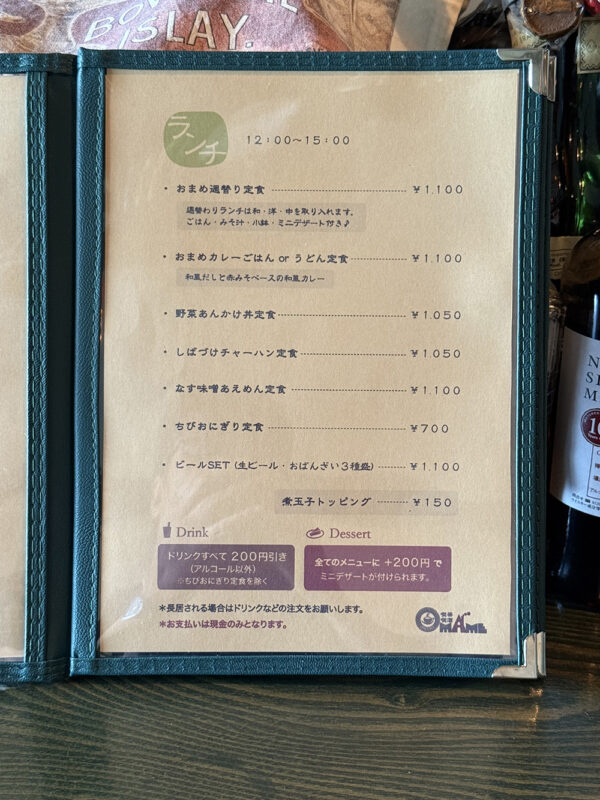 ISLAY.
ランチ
12:00~15:00
・おまめ週替り定食 ¥1,100
週替わりランチは和・洋・中を取り入れます。
ごはん・みそ汁・小鉢・ミニデザート付き♪
・おまめカレーごはん or うどん定食 ¥1,100
和風だしと赤みそベースの和風カレー
・野菜あんかけ丼定食 ¥1,050
・しばづけチャーハン定食 ¥1,050
・なす味噌あえめん定食 ¥1,100
・ちびおにぎり定食 ¥700
・ビールSET (生ビール・おばんざい3種盛) ¥1,100
煮玉子トッピング ¥150
Drink
ドリンクすべて 200円引き
(アルコール以外)
※ちびおにぎり定食を除く
Dessert
全てのメニューに +200円 で
ミニデザートが付けられます。
*長居される場合はドリンクなどの注文をお願いします。
*お支払いは現金のみとなります。
OMAME